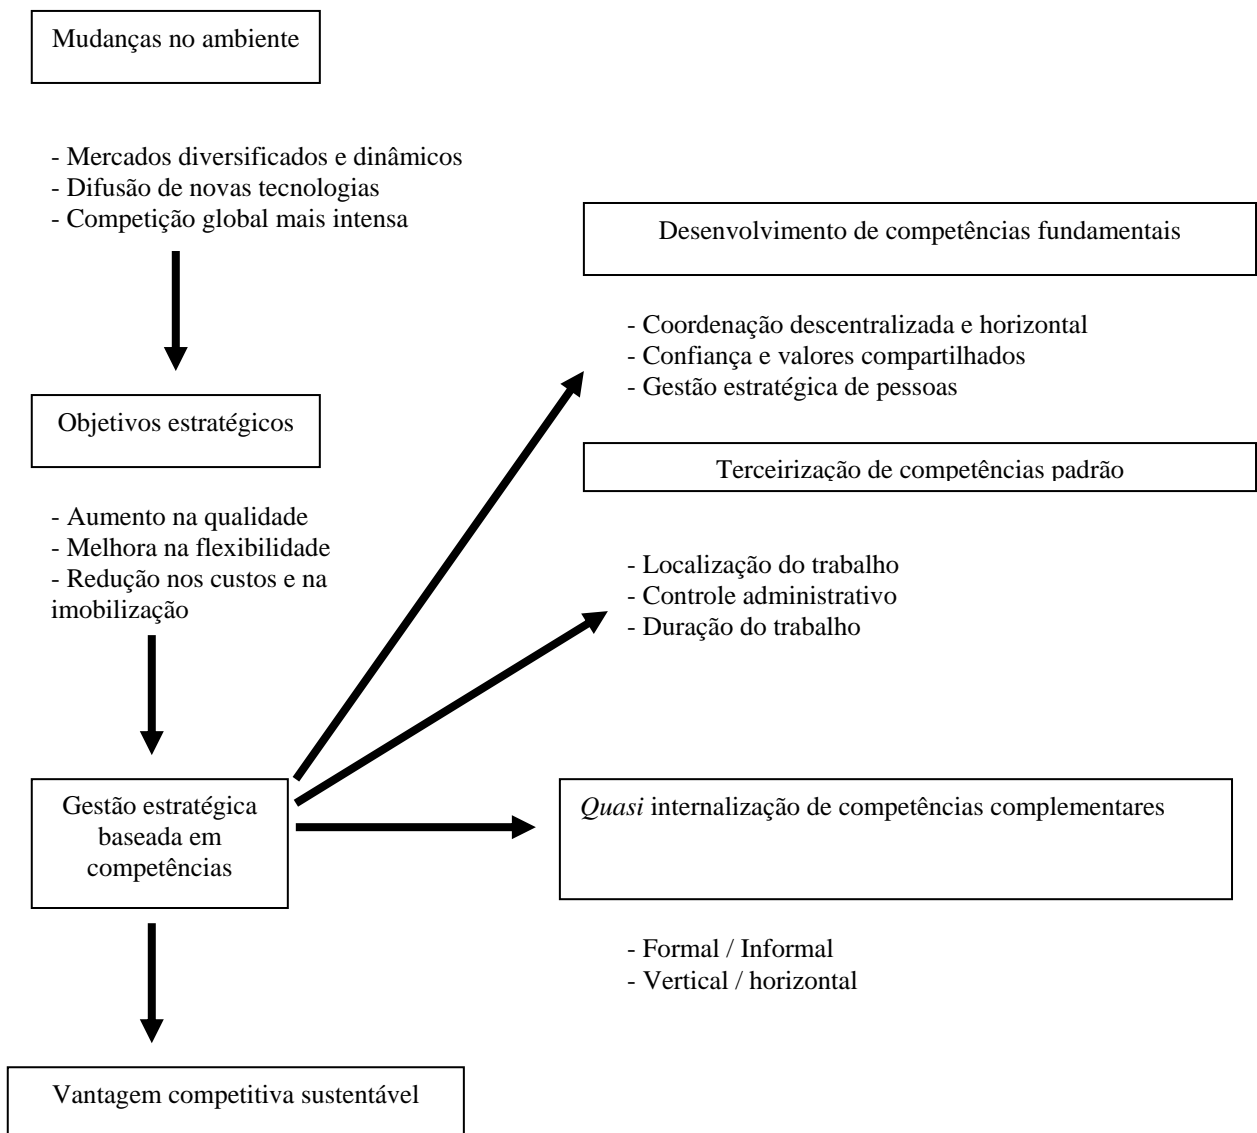 Mudanças no ambiente
- Mercados diversificados e dinâmicos
- Difusão de novas tecnologias
- Competição global mais intensa
Objetivos estratégicos
- Aumento na qualidade
- Melhora na flexibilidade
- Redução nos custos e na
imobilização
Gestão estratégica
baseada em
competências
Vantagem competitiva sustentável
Desenvolvimento de competências fundamentais
- Coordenação descentralizada e horizontal
- Confiança e valores compartilhados
- Gestão estratégica de pessoas
Terceirização de competências padrão
- Localização do trabalho
- Controle administrativo
- Duração do trabalho
Quasi internalização de competências complementares
- Formal / Informal
- Vertical / horizontal